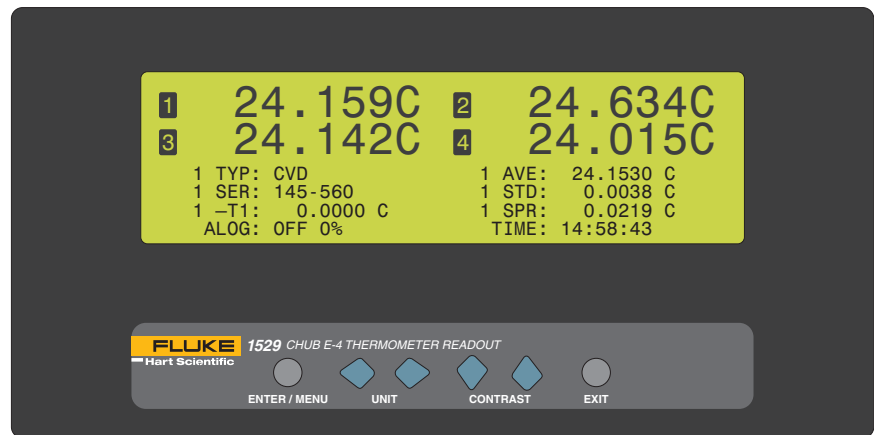 1 24.159C 2 24.634C
3 24.142C 4 24.015C
1 TYP: CVD 1 AVE: 24.1530 C
1 SER: 145-560 1 STD: 0.0038 C
1 –T1: 0.0000 C 1 SPR: 0.0219 C
ALOG: OFF 0% TIME: 14:58:43
FLUKE 1529 CHUB E-4 THERMOMETER READOUT
Hart Scientific
ENTER / MENU UNIT CONTRAST EXIT